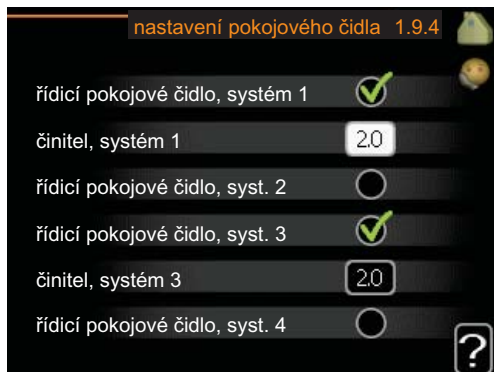 nastavení pokojového čidla 1.9.4
řídicí pokojové čidlo, systém 1
činitel, systém 1 2.0
řídicí pokojové čidlo, syst. 2
řídicí pokojové čidlo, syst. 3
činitel, systém 3 2.0
řídicí pokojové čidlo, syst. 4
?